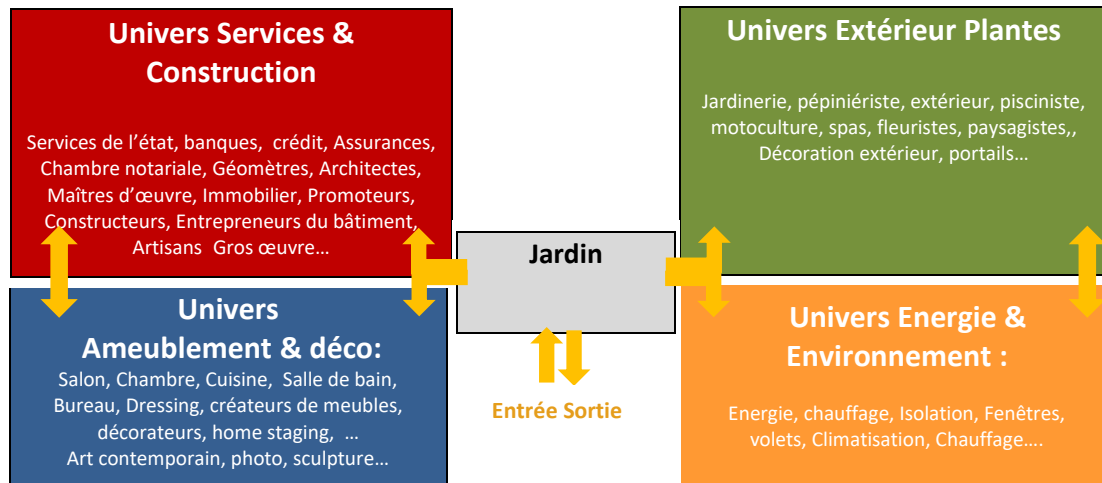 Univers Services &
Construction
Services de l’état, banques,  crédit, Assurances,
Chambre notariale, Géomètres, Architectes,
Maîtres d’œuvre, Immobilier, Promoteurs,
Constructeurs, Entrepreneurs du bâtiment,
Artisans  Gros œuvre…
Univers Extérieur Plantes
Jardinerie, pépiniériste, extérieur, pisciniste,
motoculture, spas, fleuristes, paysagistes,,
Décoration extérieur, portails…
Jardin
Entrée Sortie
Univers
Ameublement & déco:
Salon, Chambre, Cuisine,  Salle de bain,
Bureau, Dressing, créateurs de meubles,
décorateurs, home staging,  …
Art contemporain, photo, sculpture…
Univers Energie &
Environnement :
Energie, chauffage, Isolation, Fenêtres,
volets, Climatisation, Chauffage….